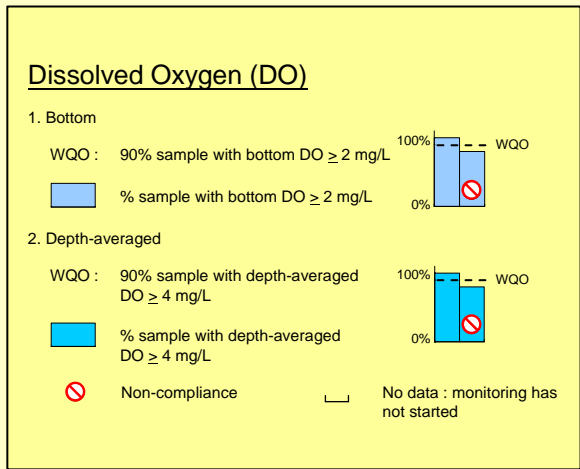 Dissolved Oxygen (DO)
1. Bottom
WQO : 90% sample with bottom DO ≥ 2 mg/L
% sample with bottom DO ≥ 2 mg/L
100%
WQO
0%
2. Depth-averaged
WQO : 90% sample with depth-averaged
DO ≥ 4 mg/L
% sample with depth-averaged
DO ≥ 4 mg/L
100%
WQO
0%
Non-compliance
No data : monitoring has
not started